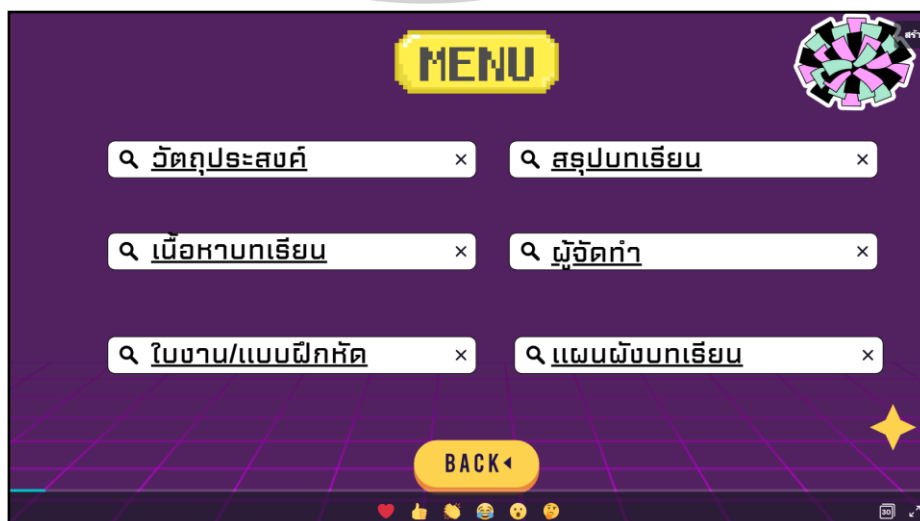 MENU
วัตถุประสงค์
สรุปบทเรียน
เนื้อหาบทเรียน
ผู้จัดทำ
ใบงาน/แบบฝึกหัด
แผนผังบทเรียน
BACK
30